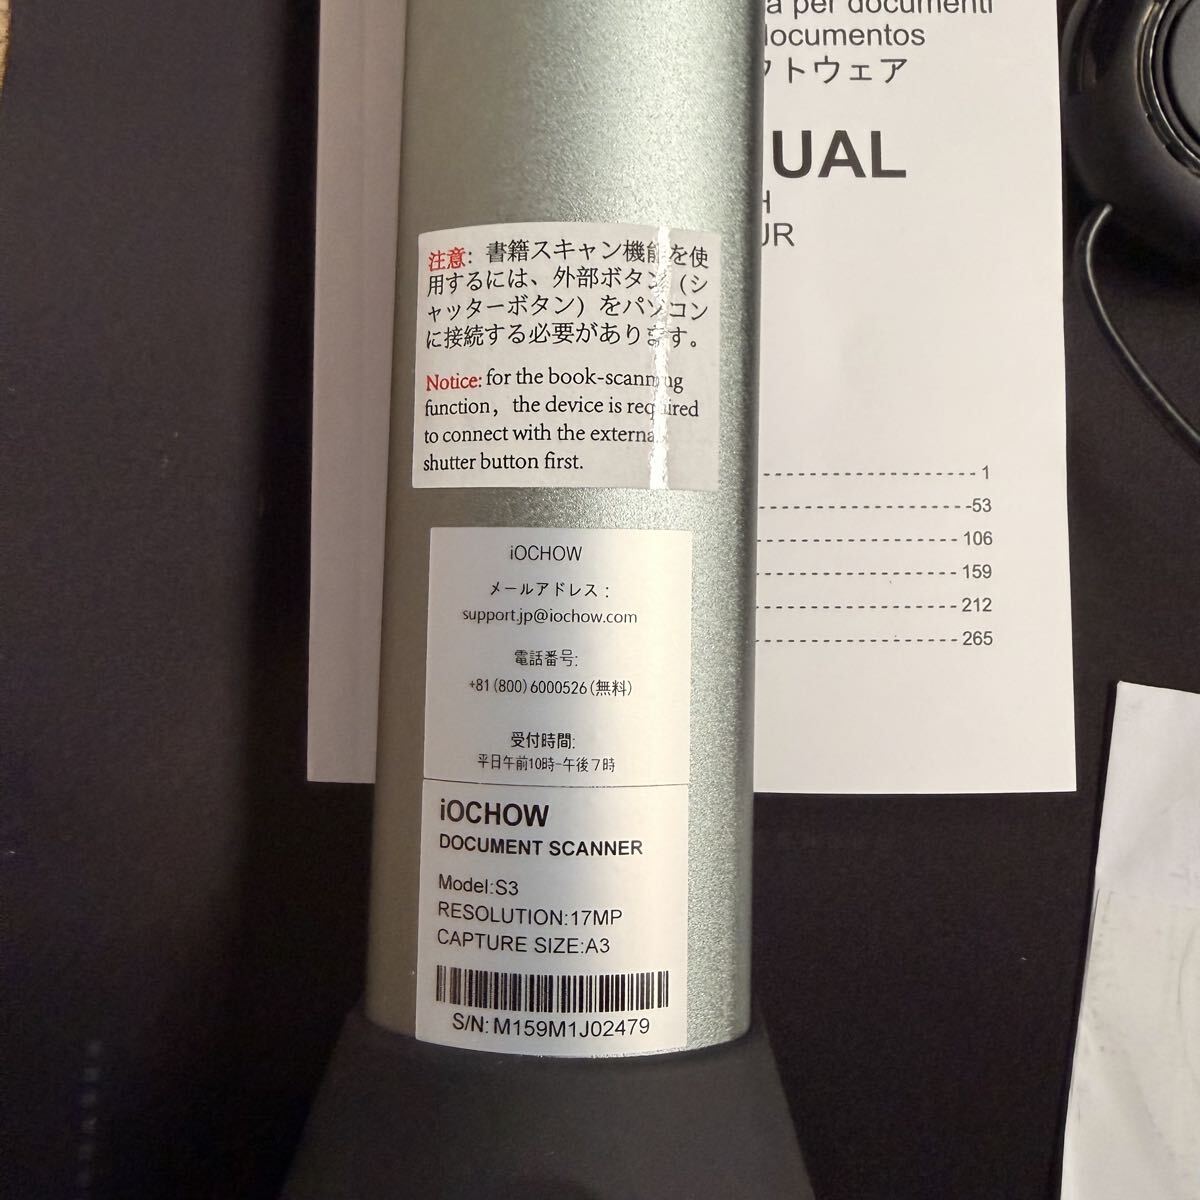 a per documenti
documentos
フトウェア
UAL
H
UR
注意: 書籍スキャン機能を使
用するには、外部ボタン (シ
ャッターボタン) をパソコン
に接続する必要があります。
Notice: for the book-scanning
function, the device is required
to connect with the external
shutter button first.
1
53
106
159
212
265
iOCHOW
メールアドレス：
support.jp@iochow.com
電話番号:
+81 (800) 6000526 (無料)
受付時間:
平日午前10時-午後7時
iOCHOW
DOCUMENT SCANNER
Model:S3
RESOLUTION:17MP
CAPTURE SIZE:A3
S/N: M159M1J02479